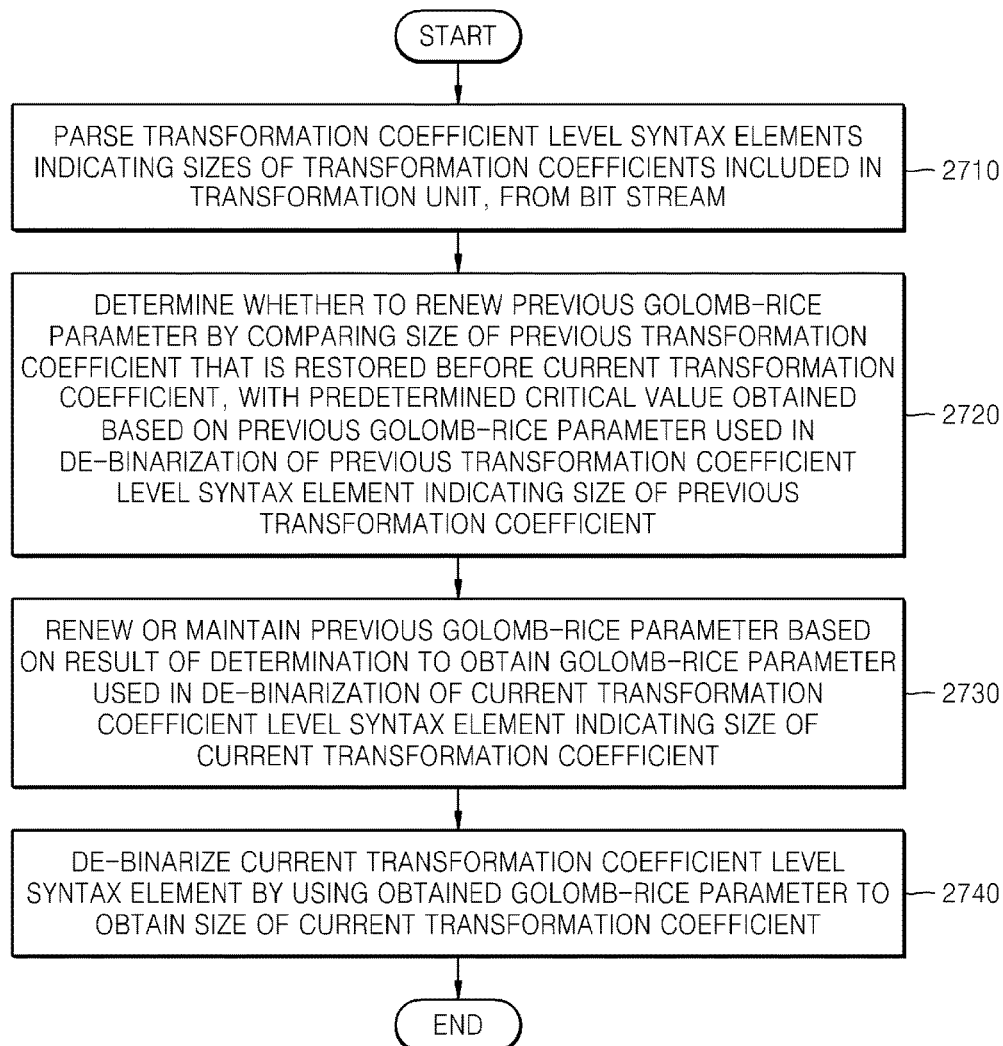 START
PARSE TRANSFORMATION COEFFICIENT LEVEL SYNTAX ELEMENTS
INDICATING SIZES OF TRANSFORMATION COEFFICIENTS INCLUDED IN
TRANSFORMATION UNIT, FROM BIT STREAM
2710
DETERMINE WHETHER TO RENEW PREVIOUS GOLOMB-RICE
PARAMETER BY COMPARING SIZE OF PREVIOUS TRANSFORMATION
COEFFICIENT THAT IS RESTORED BEFORE CURRENT TRANSFORMATION
COEFFICIENT, WITH PREDETERMINED CRITICAL VALUE OBTAINED
BASED ON PREVIOUS GOLOMB-RICE PARAMETER USED IN
DE-BINARIZATION OF PREVIOUS TRANSFORMATION COEFFICIENT
LEVEL SYNTAX ELEMENT INDICATING SIZE OF PREVIOUS
TRANSFORMATION COEFFICIENT
2720
RENEW OR MAINTAIN PREVIOUS GOLOMB-RICE PARAMETER BASED
ON RESULT OF DETERMINATION TO OBTAIN GOLOMB-RICE PARAMETER
USED IN DE-BINARIZATION OF CURRENT TRANSFORMATION
COEFFICIENT LEVEL SYNTAX ELEMENT INDICATING SIZE OF
CURRENT TRANSFORMATION COEFFICIENT
2730
DE-BINARIZE CURRENT TRANSFORMATION COEFFICIENT LEVEL
SYNTAX ELEMENT BY USING OBTAINED GOLOMB-RICE PARAMETER TO
OBTAIN SIZE OF CURRENT TRANSFORMATION COEFFICIENT
2740
END